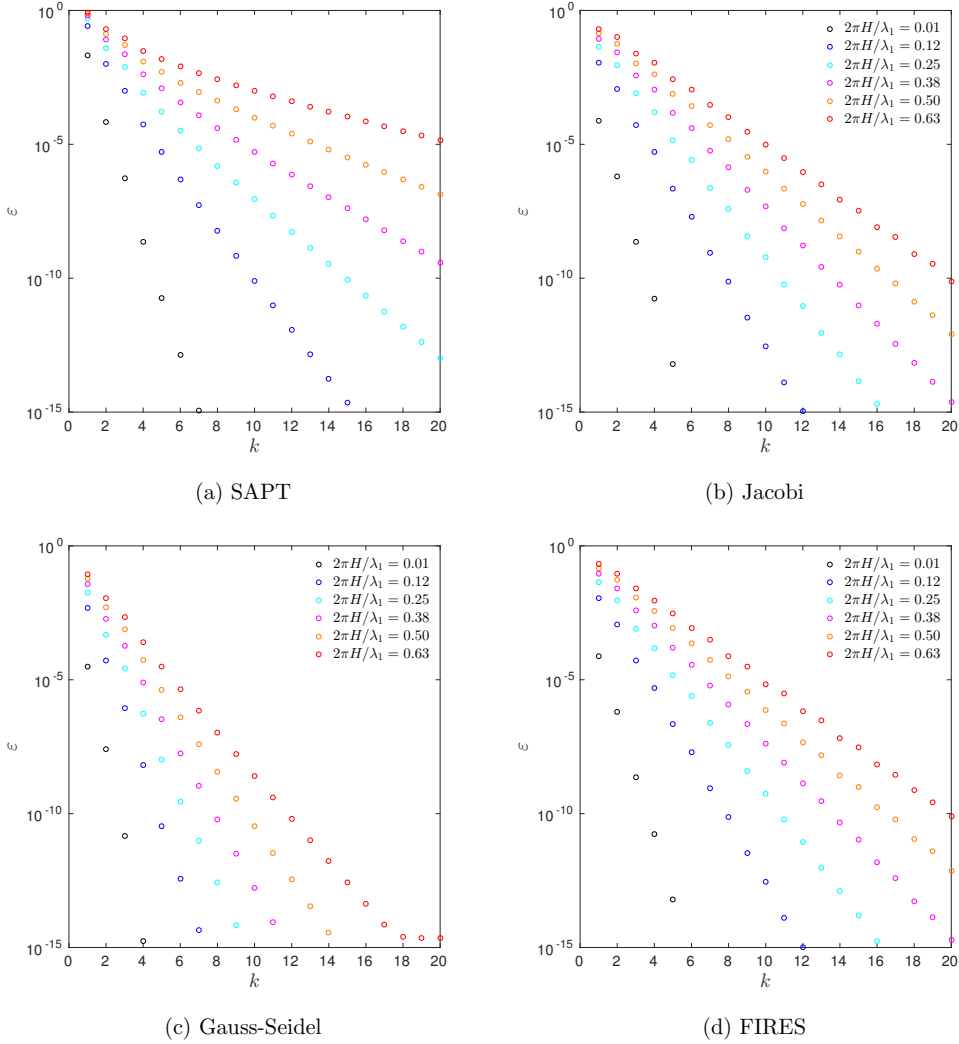 10^0
10^-5
10^-10
10^-15
ε
0 2 4 6 8 10 12 14 16 18 20
k
(a) SAPT
10^0
10^-5
10^-10
10^-15
ε
2πH/λ₁ = 0.01
2πH/λ₁ = 0.12
2πH/λ₁ = 0.25
2πH/λ₁ = 0.38
2πH/λ₁ = 0.50
2πH/λ₁ = 0.63
0 2 4 6 8 10 12 14 16 18 20
k
(b) Jacobi
10^0
10^-5
10^-10
10^-15
ε
2πH/λ₁ = 0.01
2πH/λ₁ = 0.12
2πH/λ₁ = 0.25
2πH/λ₁ = 0.38
2πH/λ₁ = 0.50
2πH/λ₁ = 0.63
0 2 4 6 8 10 12 14 16 18 20
k
(c) Gauss-Seidel
10^0
10^-5
10^-10
10^-15
ε
2πH/λ₁ = 0.01
2πH/λ₁ = 0.12
2πH/λ₁ = 0.25
2πH/λ₁ = 0.38
2πH/λ₁ = 0.50
2πH/λ₁ = 0.63
0 2 4 6 8 10 12 14 16 18 20
k
(d) FIRES